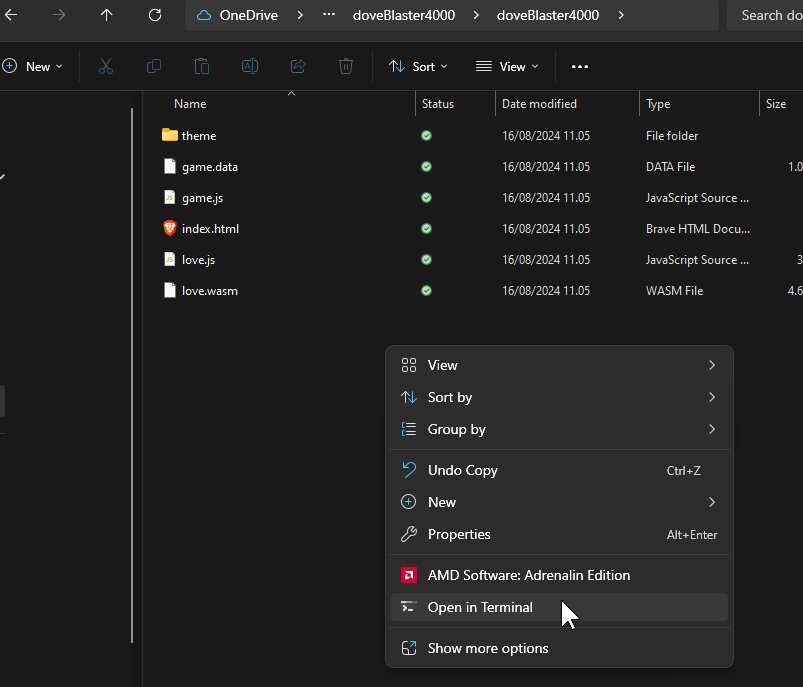 OneDrive > ··· doveBlaster4000 > doveBlaster4000 > Search do
New Sort View ···
Name Status Date modified Type Size
theme 16/08/2024 11.05 File folder
game.data 16/08/2024 11.05 DATA File 1.0
game.js 16/08/2024 11.05 JavaScript Source ...
index.html 16/08/2024 11.05 Brave HTML Docu...
love.js 16/08/2024 11.05 JavaScript Source ... 3
love.wasm 16/08/2024 11.05 WASM File 4.6
View
Sort by
Group by
Undo Copy Ctrl+Z
New
Properties Alt+Enter
AMD Software: Adrenalin Edition
Open in Terminal
Show more options